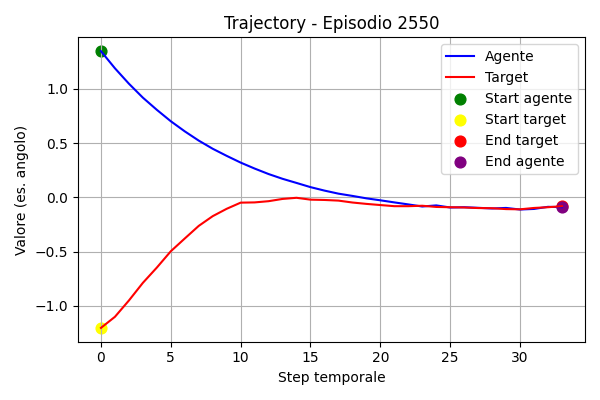 Trajectory - Episodio 2550
Valore (es. angolo)
1.0
0.5
0.0
−0.5
−1.0
Agente
Target
Start agente
Start target
End target
End agente
0 5 10 15 20 25 30
Step temporale